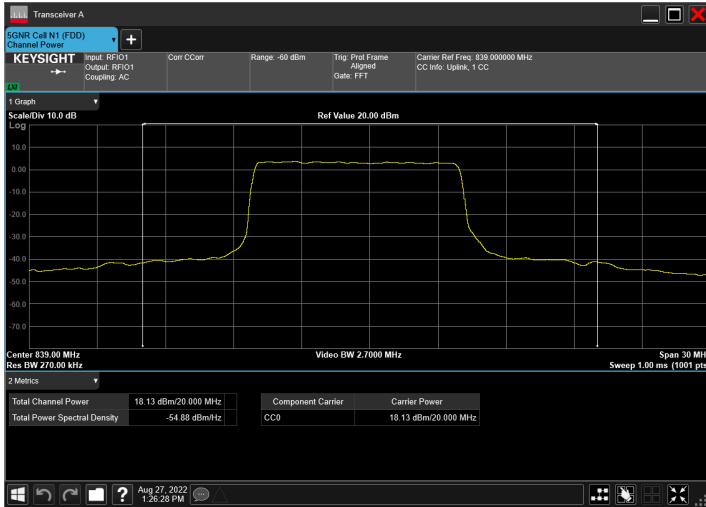 Transceiver A
5GNR Cell N1 (FDD)
Channel Power
KEYSIGHT
LXI
Input: RFIO1
Output: RFIO1
Coupling: AC
Corr CCorr
Range: -60 dBm
Trig: Prot Frame
Aligned
Gate: FFT
Carrier Ref Freq: 839.000000 MHz
CC Info: Uplink, 1 CC
1 Graph
Scale/Div 10.0 dB
Ref Value 20.00 dBm
Log
10.0
0.00
-10.0
-20.0
-30.0
-40.0
-50.0
-60.0
-70.0
Center 839.00 MHz
Video BW 2.7000 MHz
Span 30 MH
Res BW 270.00 kHz
Sweep 1.00 ms (1001 pts
2 Metrics
Total Channel Power 18.13 dBm/20.000 MHz
Total Power Spectral Density -54.88 dBm/Hz
Component Carrier Carrier Power
CC0 18.13 dBm/20.000 MHz
Aug 27, 2022
1:26:28 PM